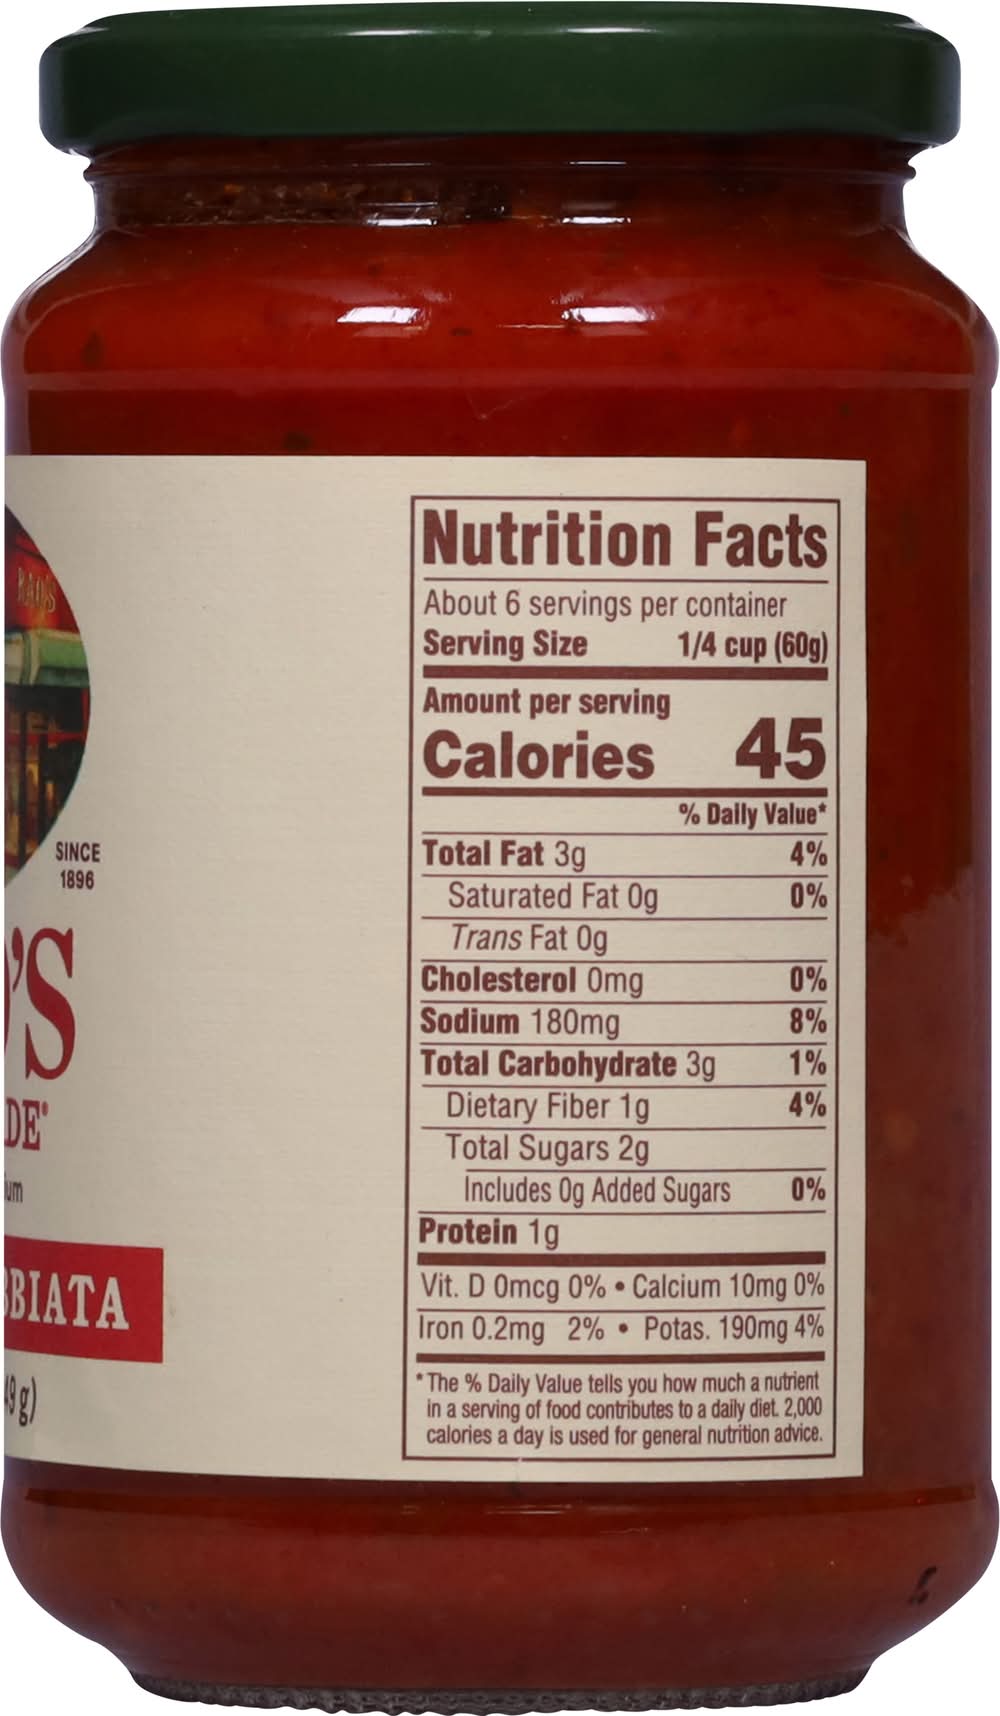 RAO'S
SINCE
1896
'S
DE®
ium
BBIATA
49 g)
Nutrition Facts
About 6 servings per container
Serving Size 1/4 cup (60g)
Amount per serving
Calories 45
% Daily Value*
Total Fat 3g 4%
Saturated Fat 0g 0%
Trans Fat 0g
Cholesterol 0mg 0%
Sodium 180mg 8%
Total Carbohydrate 3g 1%
Dietary Fiber 1g 4%
Total Sugars 2g
Includes 0g Added Sugars 0%
Protein 1g
Vit. D 0mcg 0% • Calcium 10mg 0%
Iron 0.2mg 2% • Potas. 190mg 4%
*The % Daily Value tells you how much a nutrient
in a serving of food contributes to a daily diet. 2,000
calories a day is used for general nutrition advice.